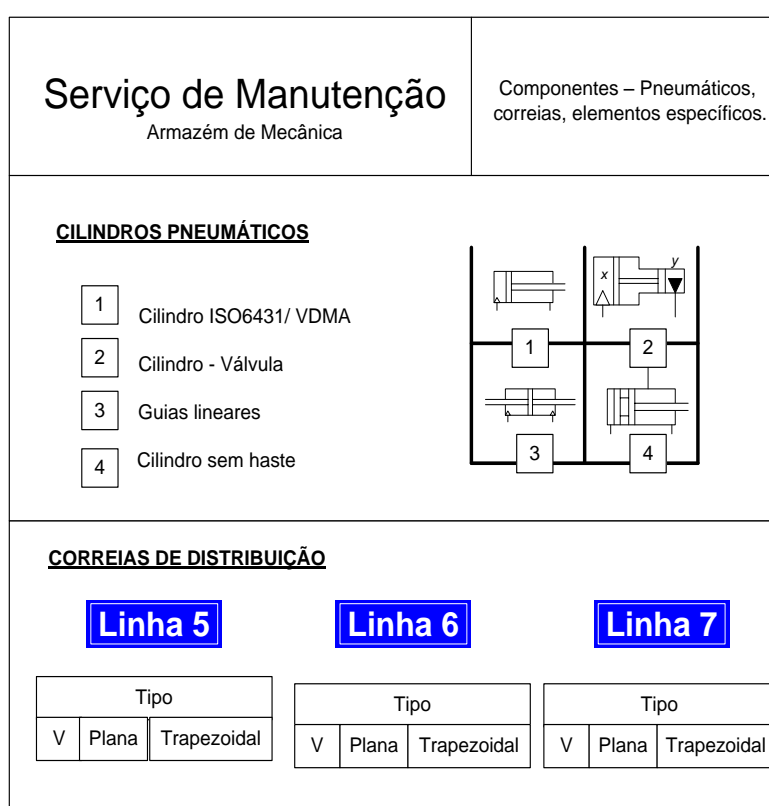 Serviço de Manutenção
Armazém de Mecânica
Componentes – Pneumáticos,
correias, elementos específicos.
CILINDROS PNEUMÁTICOS
1 Cilindro ISO6431/ VDMA
2 Cilindro - Válvula
3 Guias lineares
4 Cilindro sem haste
x y
1 2
3 4
CORREIAS DE DISTRIBUIÇÃO
Linha 5 Linha 6 Linha 7
Tipo Tipo Tipo
V Plana Trapezoidal V Plana Trapezoidal V Plana Trapezoidal